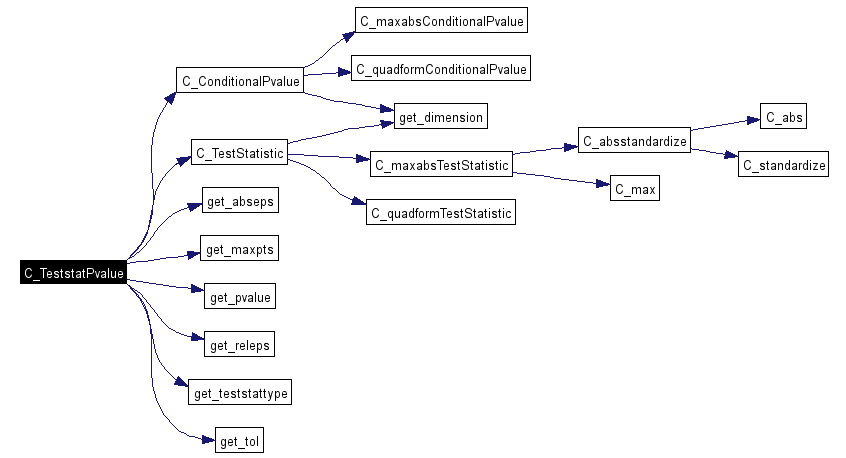 C_maxabsConditionalPvalue
C_quadformConditionalPvalue
C_ConditionalPvalue
get_dimension
C_abs
C_absstandardize
C_TestStatistic
C_maxabsTestStatistic
C_standardize
C_max
get_abseps
C_quadformTestStatistic
get_maxpts
C_TeststatPvalue
get_pvalue
get_releps
get_teststattype
get_tol